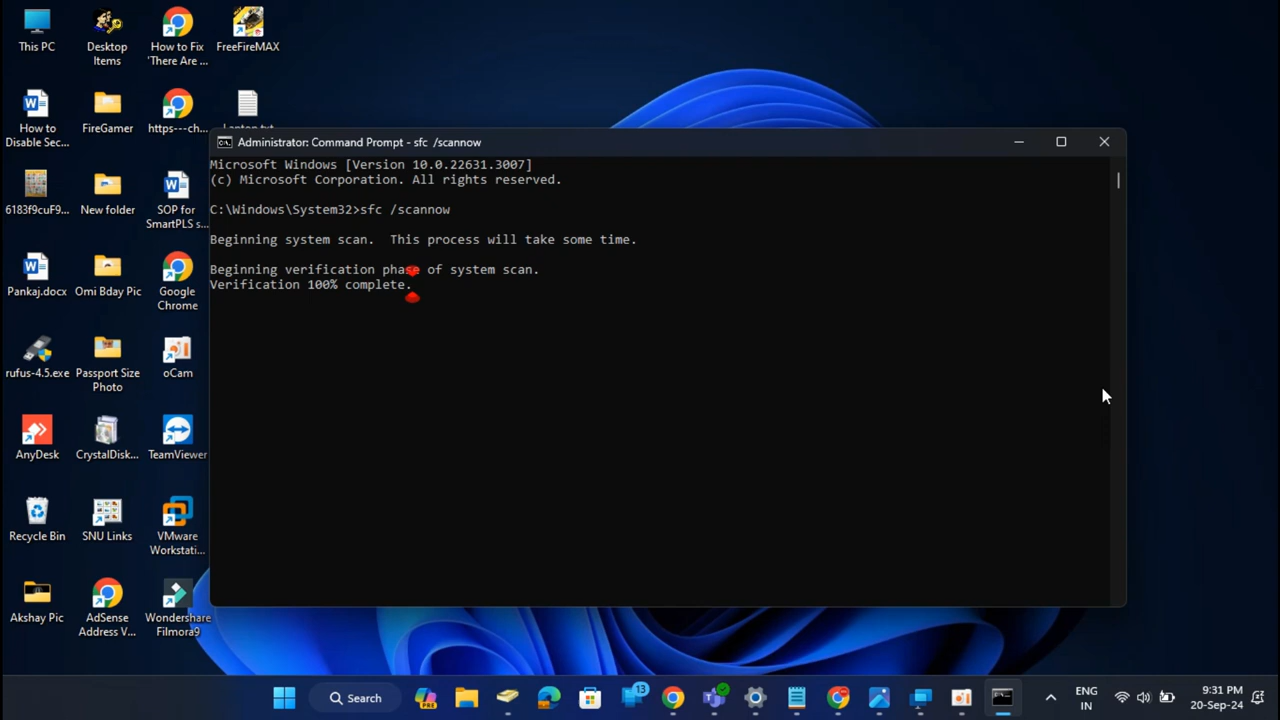 This PC
Desktop
Items
How to Fix
'There Are ...
FreeFireMAX
How to
Disable Sec...
FireGamer
https---ch...
Laptop.txt
6183f9cuF9...
New folder
SOP for
SmartPLS s...
Pankaj.docx
Omi Bday Pic
Google
Chrome
rufus-4.5.exe
Passport Size
Photo
oCam
AnyDesk
CrystalDisk...
TeamViewer
Recycle Bin
SNU Links
VMware
Workstati...
Akshay Pic
AdSense
Address V...
Wondershare
Filmora9
Administrator: Command Prompt - sfc /scannow
Microsoft Windows [Version 10.0.22631.3007]
(c) Microsoft Corporation. All rights reserved.
C:\Windows\System32>sfc /scannow
Beginning system scan.  This process will take some time.
Beginning verification phase of system scan.
Verification 100% complete.
Search
PRE
13
ENG
IN
9:31 PM
20-Sep-24